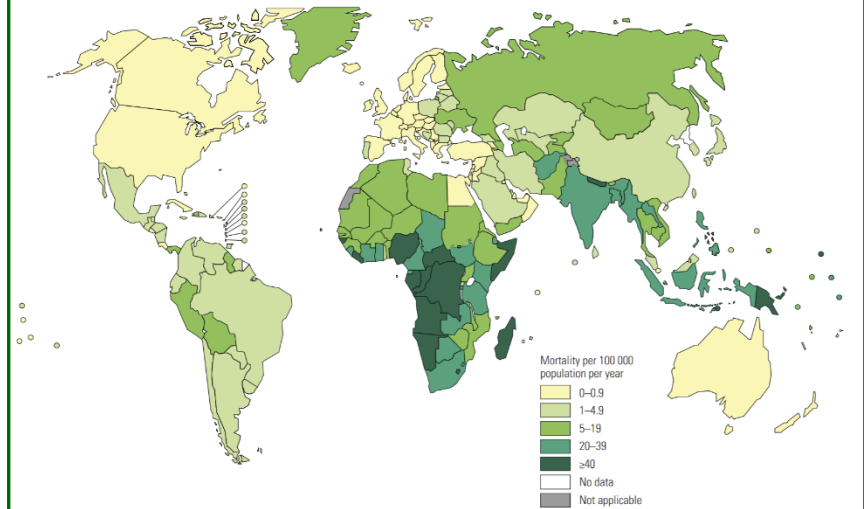 Mortality per 100 000
population per year
0–0.9
1–4.9
5–19
20–39
≥40
No data
Not applicable